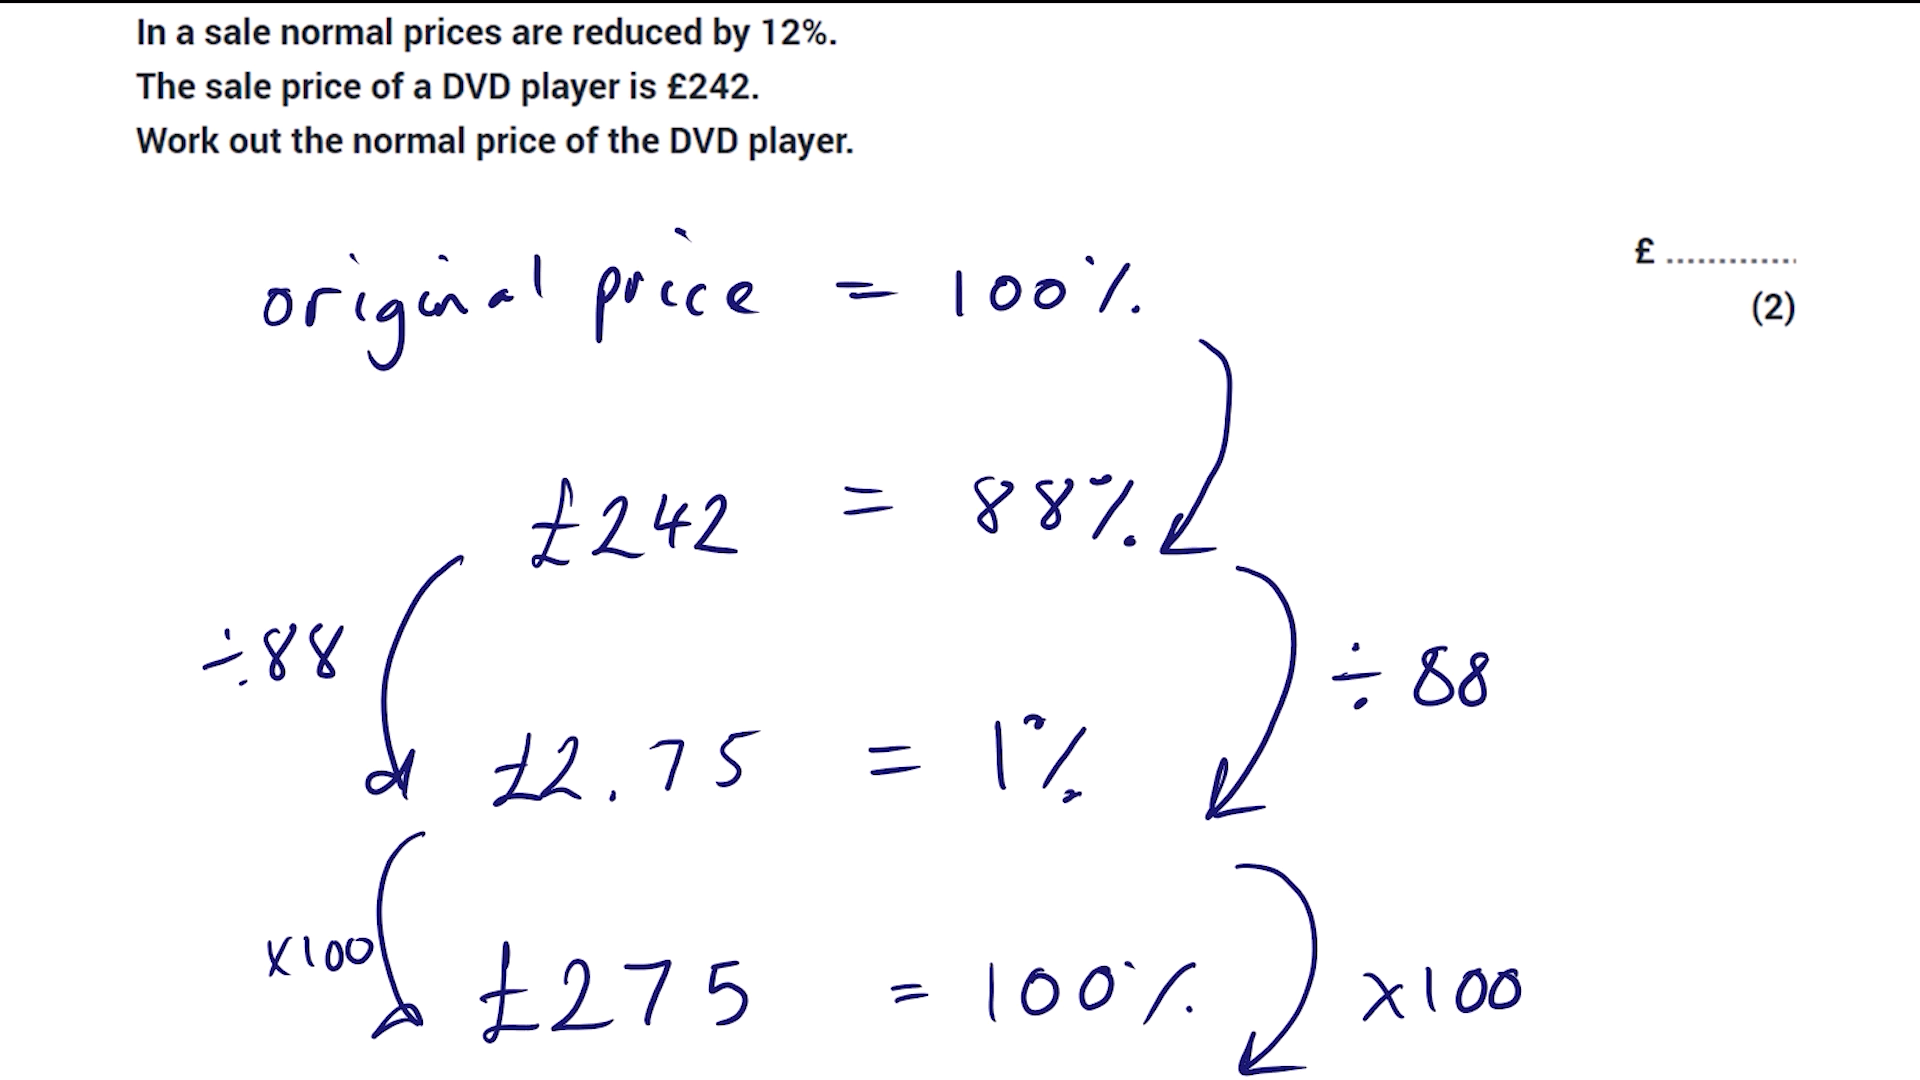 In a sale normal prices are reduced by 12%.
The sale price of a DVD player is £242.
Work out the normal price of the DVD player.
£ .............
(2)
original price = 100%
£242 = 88%
÷88
÷ 88
£2.75 = 1%
x100
£275 = 100%
x100